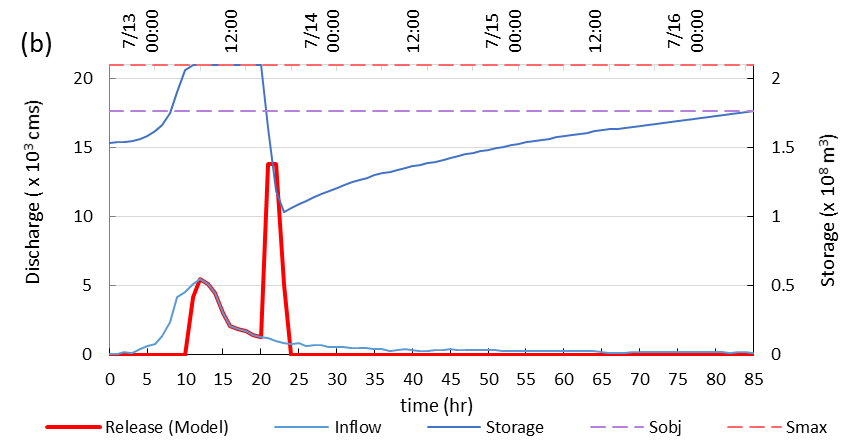 (b)
7/13 00:00 12:00 7/14 00:00 12:00 7/15 00:00 12:00 7/16 00:00
Discharge ( x 10³ cms)
20
15
10
5
0
2
1.5
1
0.5
0
Storage (x 10⁸ m³)
0 5 10 15 20 25 30 35 40 45 50 55 60 65 70 75 80 85
time (hr)
Release (Model) Inflow Storage Sobj Smax